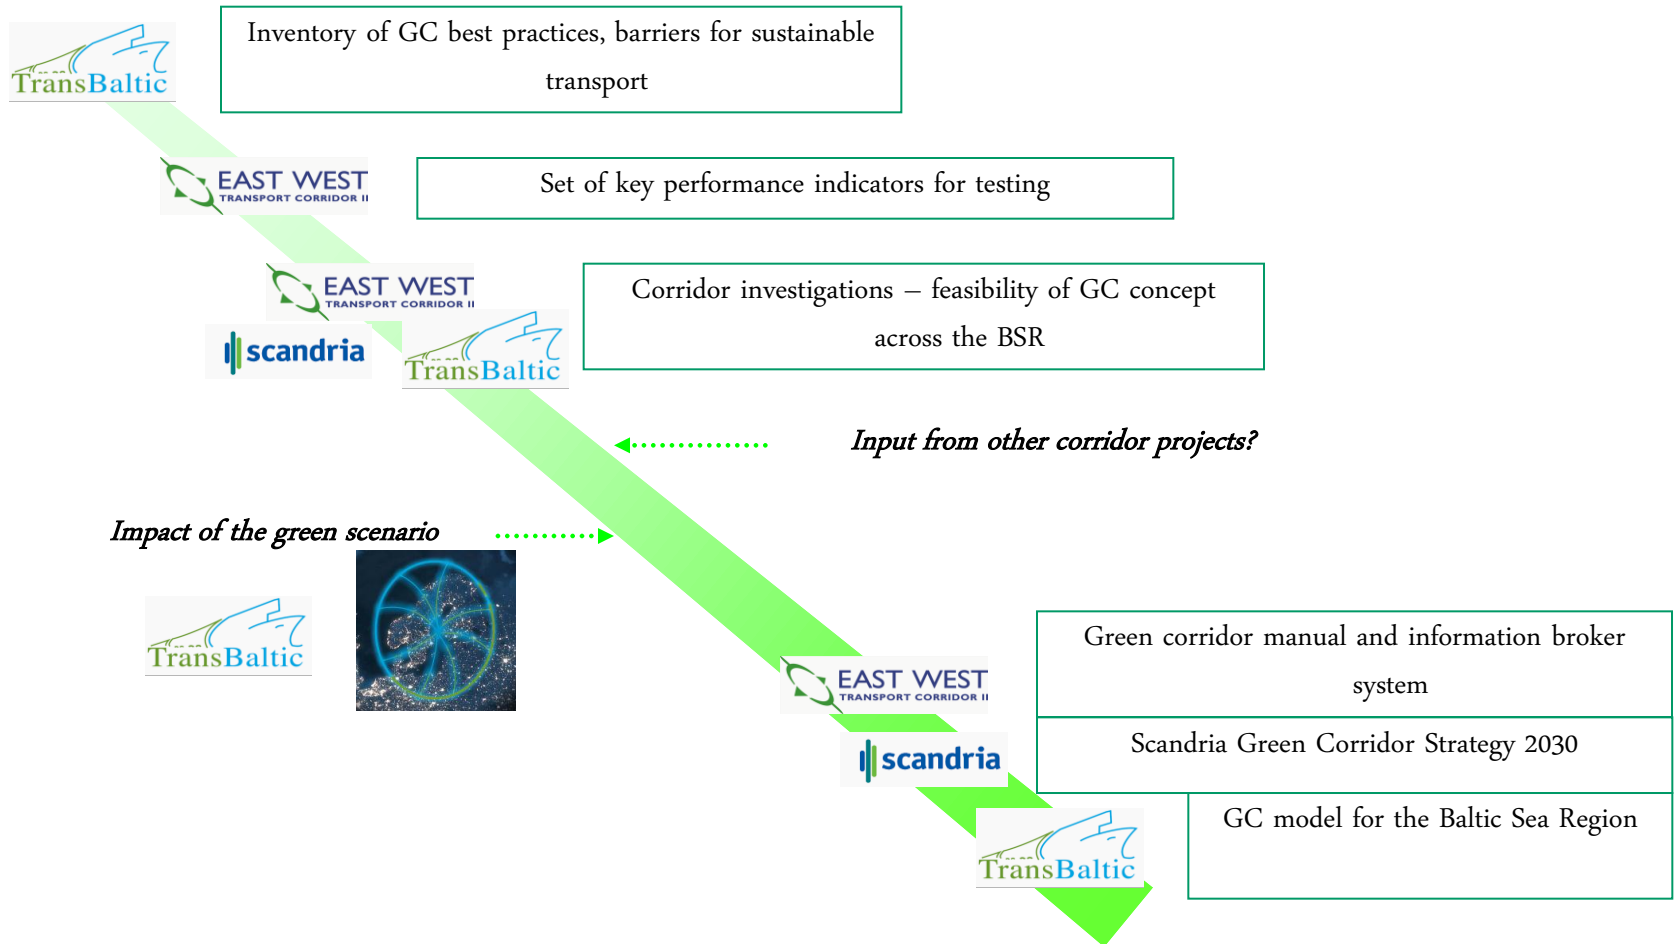 Inventory of GC best practices, barriers for sustainable
transport
TransBaltic
EAST WEST
TRANSPORT CORRIDOR II
Set of key performance indicators for testing
EAST WEST
TRANSPORT CORRIDOR II
scandria
TransBaltic
Corridor investigations – feasibility of GC concept
across the BSR
Input from other corridor projects?
Impact of the green scenario
TransBaltic
EAST WEST
TRANSPORT CORRIDOR II
Green corridor manual and information broker
system
scandria
Scandria Green Corridor Strategy 2030
TransBaltic
GC model for the Baltic Sea Region